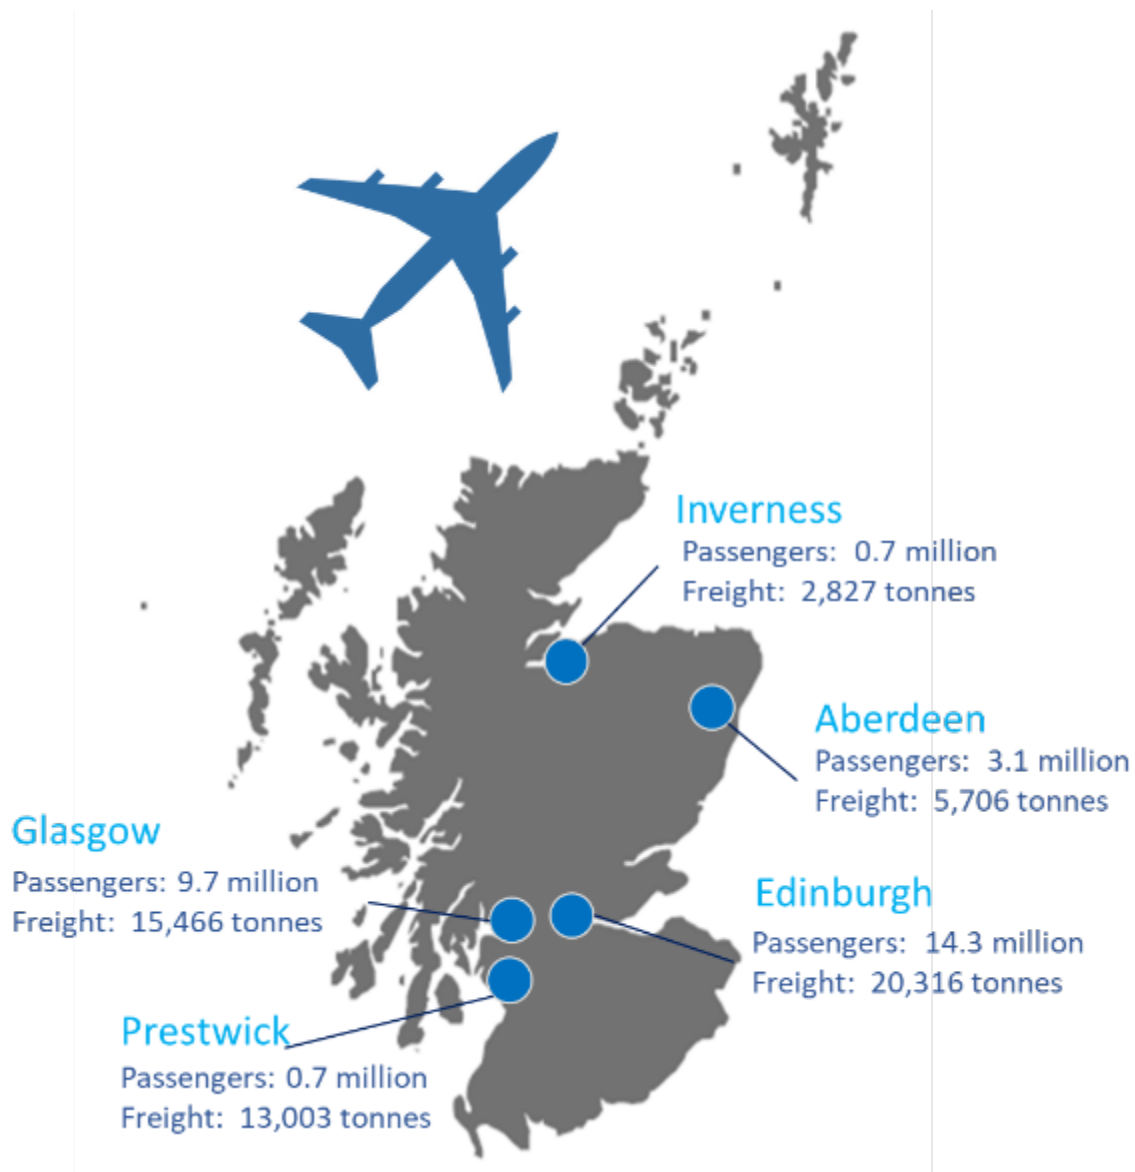 Inverness
Passengers: 0.7 million
Freight: 2,827 tonnes
Aberdeen
Passengers: 3.1 million
Freight: 5,706 tonnes
Glasgow
Passengers: 9.7 million
Freight: 15,466 tonnes
Edinburgh
Passengers: 14.3 million
Freight: 20,316 tonnes
Prestwick
Passengers: 0.7 million
Freight: 13,003 tonnes